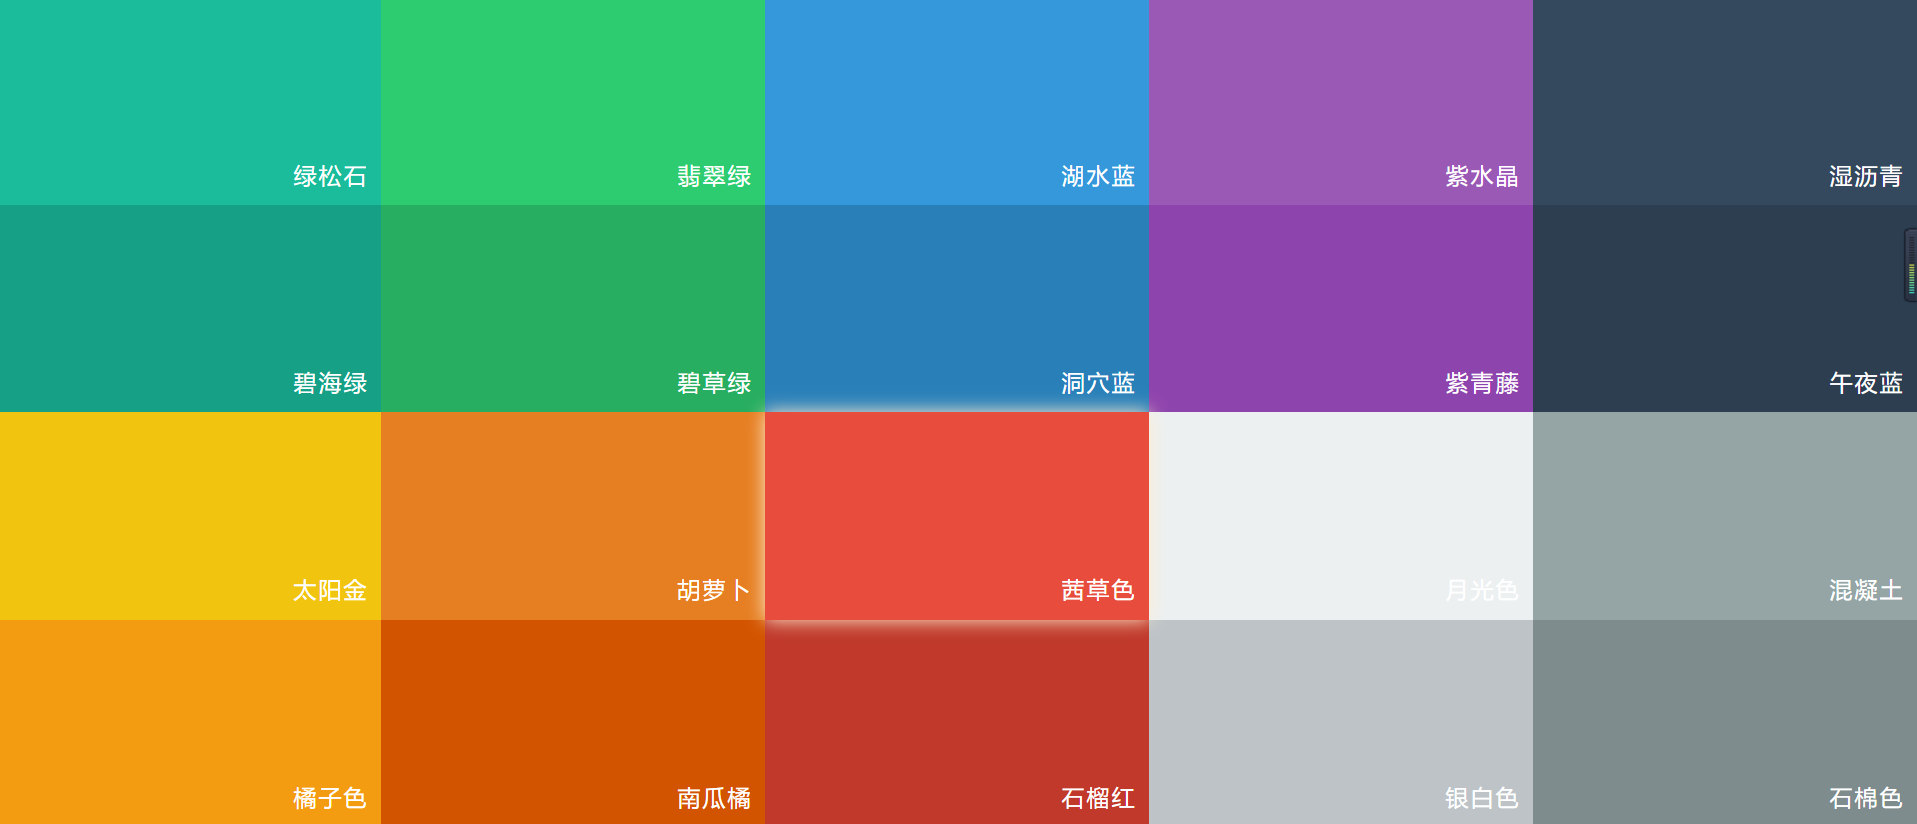 绿松石
翡翠绿
湖水蓝
紫水晶
湿沥青
碧海绿
碧草绿
洞穴蓝
紫青藤
午夜蓝
太阳金
胡萝卜
茜草色
月光色
混凝土
橘子色
南瓜橘
石榴红
银白色
石棉色